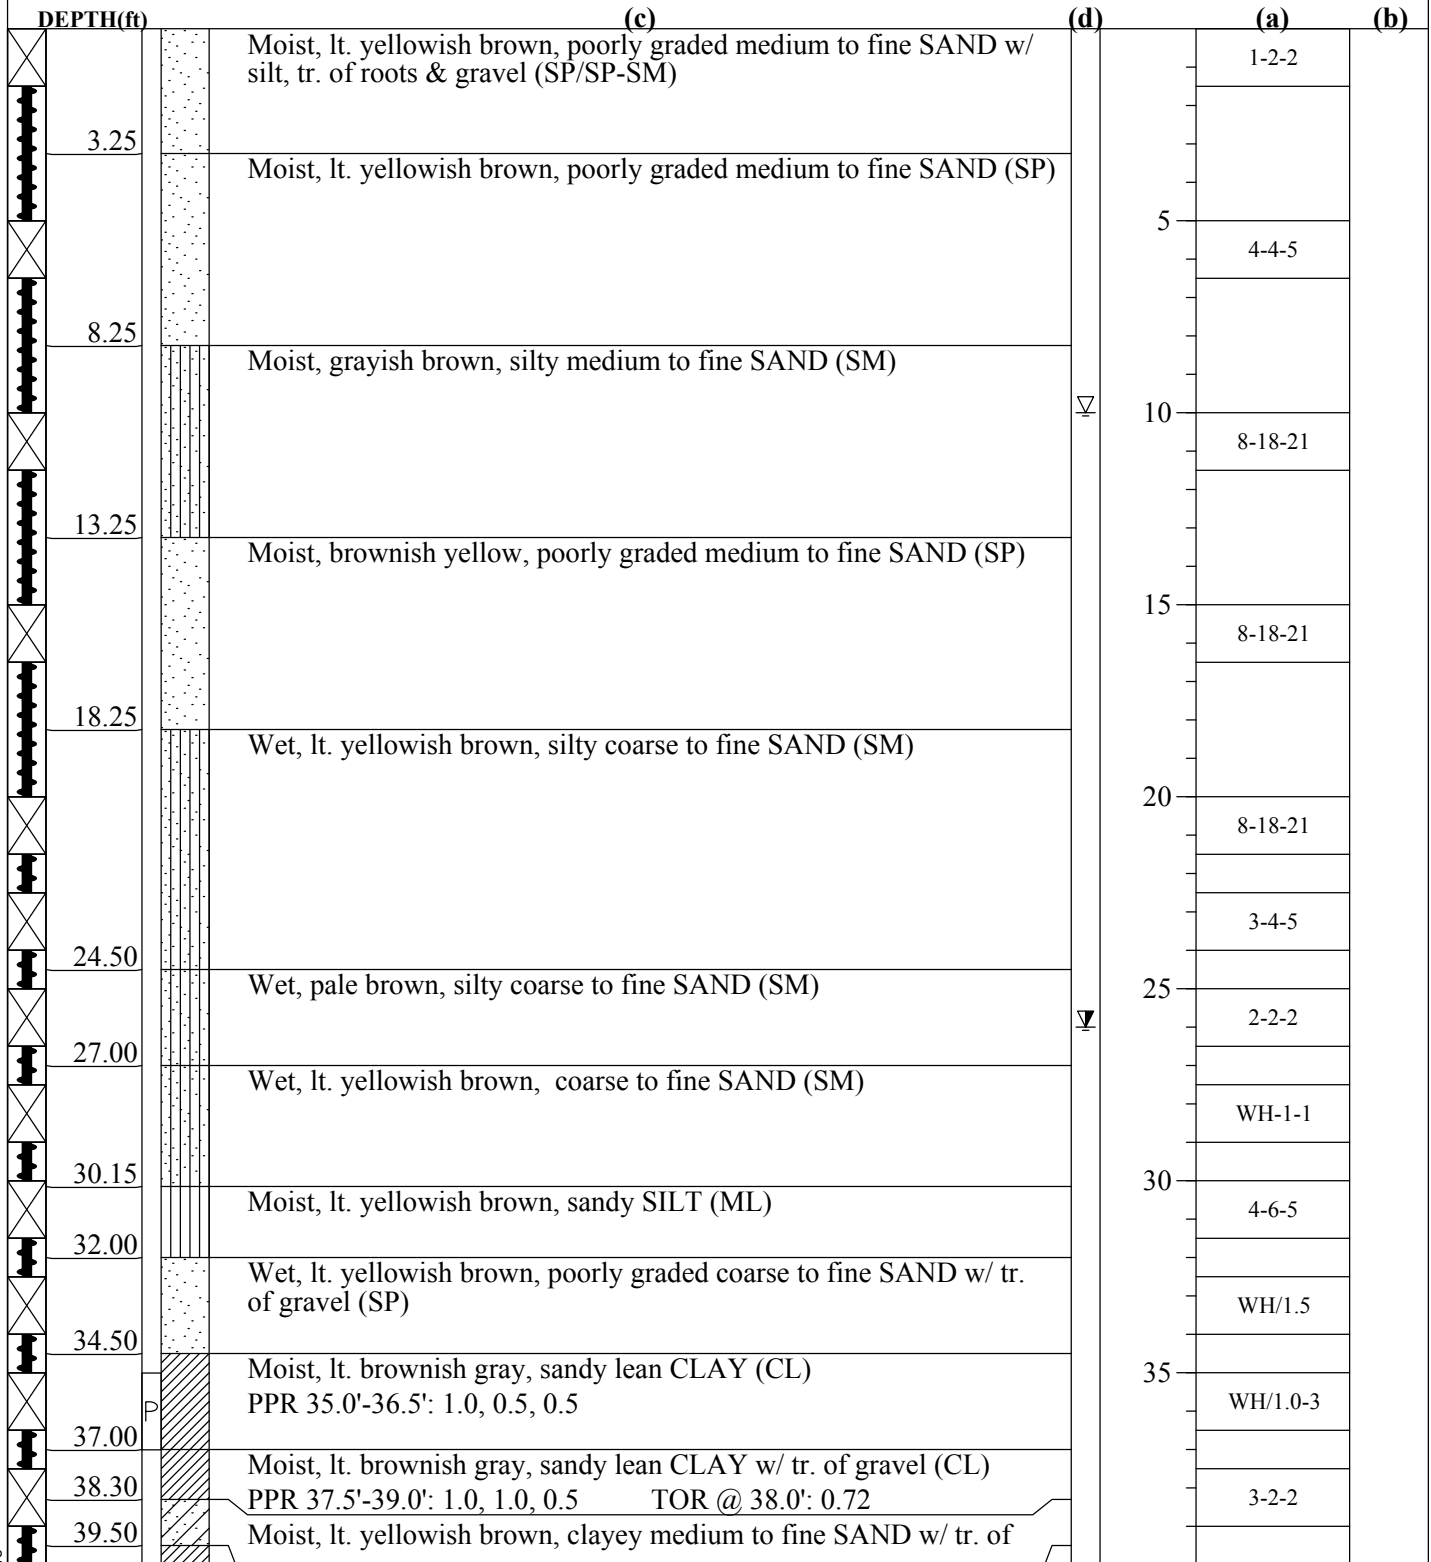 DEPTH(ft) (c) (d) (a) (b)
Moist, lt. yellowish brown, poorly graded medium to fine SAND w/
silt, tr. of roots & gravel (SP/SP-SM)
1-2-2
3.25
Moist, lt. yellowish brown, poorly graded medium to fine SAND (SP)
5
4-4-5
8.25
Moist, grayish brown, silty medium to fine SAND (SM)
10
8-18-21
13.25
Moist, brownish yellow, poorly graded medium to fine SAND (SP)
15
8-18-21
18.25
Wet, lt. yellowish brown, silty coarse to fine SAND (SM)
20
8-18-21
3-4-5
24.50
Wet, pale brown, silty coarse to fine SAND (SM)
25
2-2-2
27.00
Wet, lt. yellowish brown, coarse to fine SAND (SM)
WH-1-1
30.15
30
Moist, lt. yellowish brown, sandy SILT (ML)
4-6-5
32.00
Wet, lt. yellowish brown, poorly graded coarse to fine SAND w/ tr.
of gravel (SP)
WH/1.5
34.50
Moist, lt. brownish gray, sandy lean CLAY (CL)
35
PPR 35.0'-36.5': 1.0, 0.5, 0.5
WH/1.0-3
P
37.00
Moist, lt. brownish gray, sandy lean CLAY w/ tr. of gravel (CL)
38.30
PPR 37.5'-39.0': 1.0, 1.0, 0.5 TOR @ 38.0': 0.72
3-2-2
39.50
Moist, lt. yellowish brown, clayey medium to fine SAND w/ tr. of